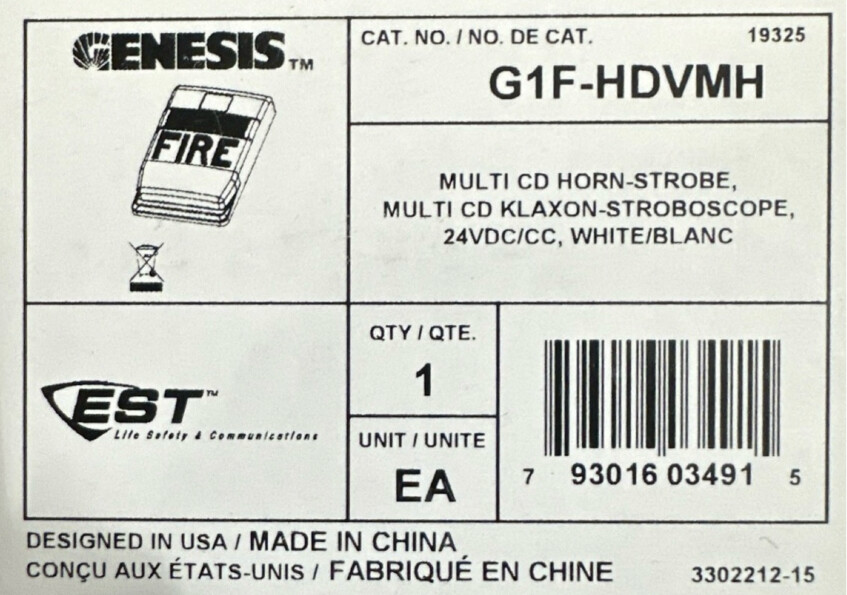 GENESIS™
FIRE
CAT. NO. / NO. DE CAT. 19325
G1F-HDVMH
MULTI CD HORN-STROBE,
MULTI CD KLAXON-STROBOSCOPE,
24VDC/CC, WHITE/BLANC
EST™
Life Safety & Communications
QTY / QTE.
1
UNIT / UNITE
EA
7 93016 03491 5
DESIGNED IN USA / MADE IN CHINA
CONÇU AUX ÉTATS-UNIS / FABRIQUÉ EN CHINE
3302212-15